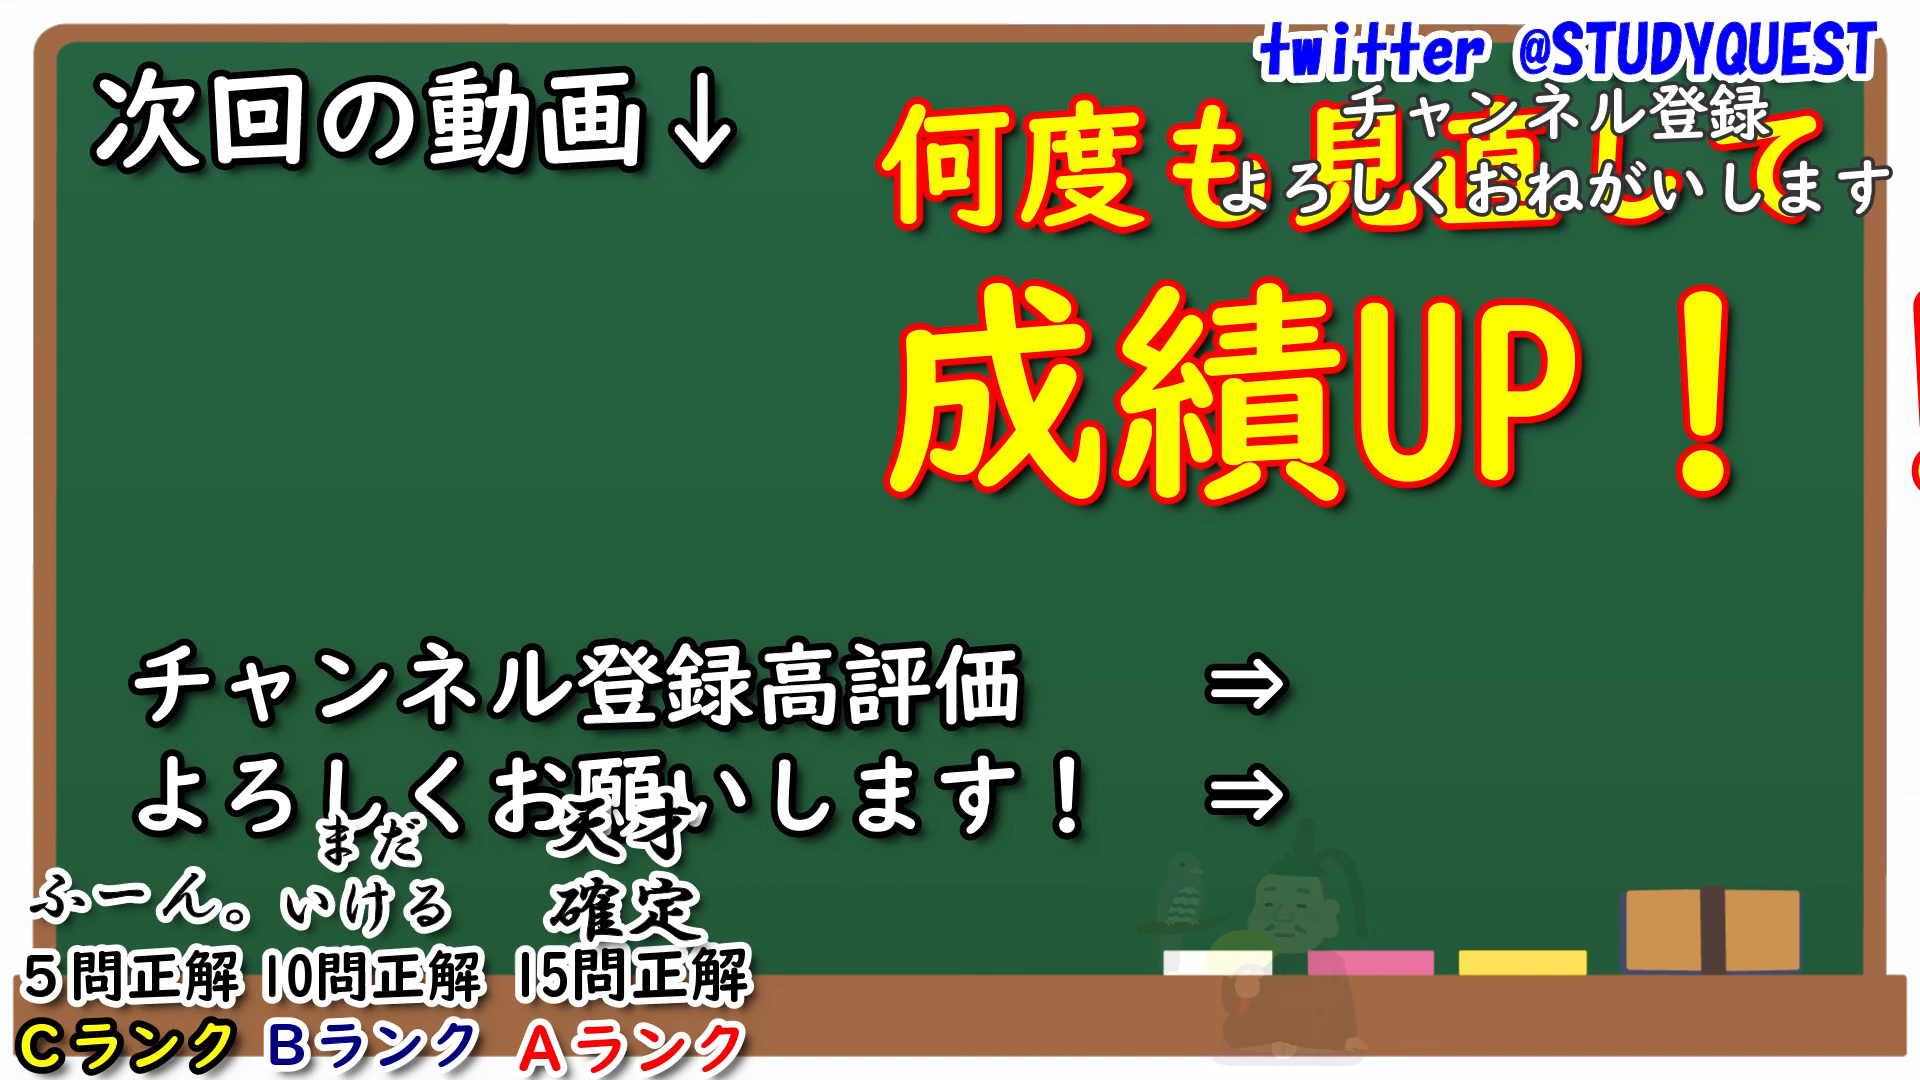 twitter @STUDYQUEST
チャンネル登録
よろしくおねがいします
次回の動画↓
何度も見直して
成績UP！
チャンネル登録高評価 ⇒
よろしくお願いします！ ⇒
ふーん。
5問正解
Cランク
まだ
いける
10問正解
Bランク
天才
確定
15問正解
Aランク